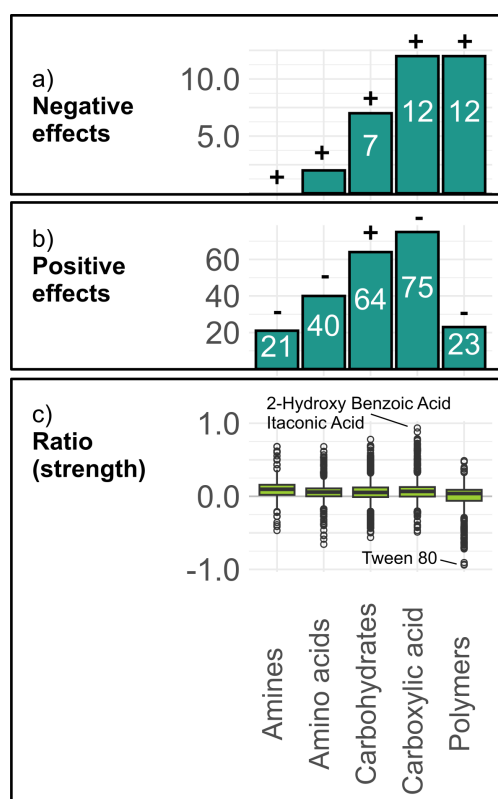 a)
Negative
effects
10.0
5.0
+
+
+
+
+
7
12
12
b)
Positive
effects
60
40
20
-
-
+
-
-
21
40
64
75
23
c)
Ratio
(strength)
1.0
0.0
-1.0
2-Hydroxy Benzoic Acid
Itaconic Acid
Tween 80
Amines
Amino acids
Carbohydrates
Carboxylic acid
Polymers